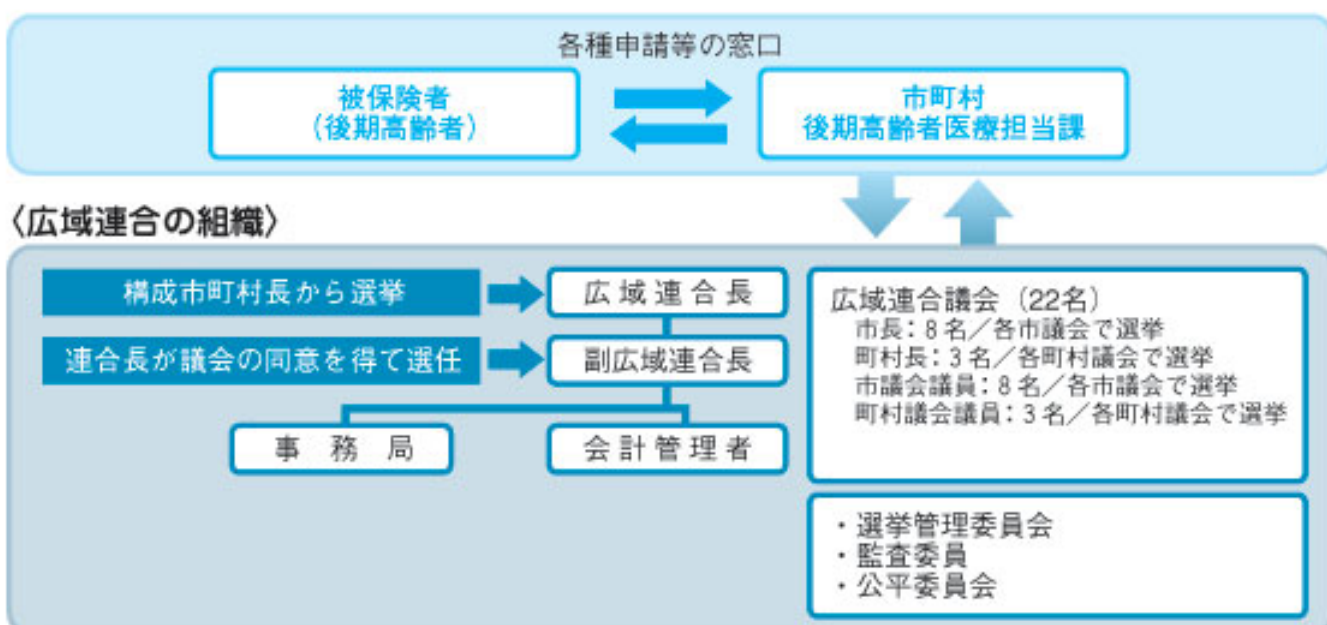 各種申請等の窓口
被保険者
（後期高齢者）
市町村
後期高齢者医療担当課
〈広域連合の組織〉
構成市町村長から選挙
広域連合長
連合長が議会の同意を得て選任
副広域連合長
事務局
会計管理者
広域連合議会（22名）
市長：8名／各市議会で選挙
町村長：3名／各町村議会で選挙
市議会議員：8名／各市議会で選挙
町村議会議員：3名／各町村議会で選挙
・選挙管理委員会
・監査委員
・公平委員会